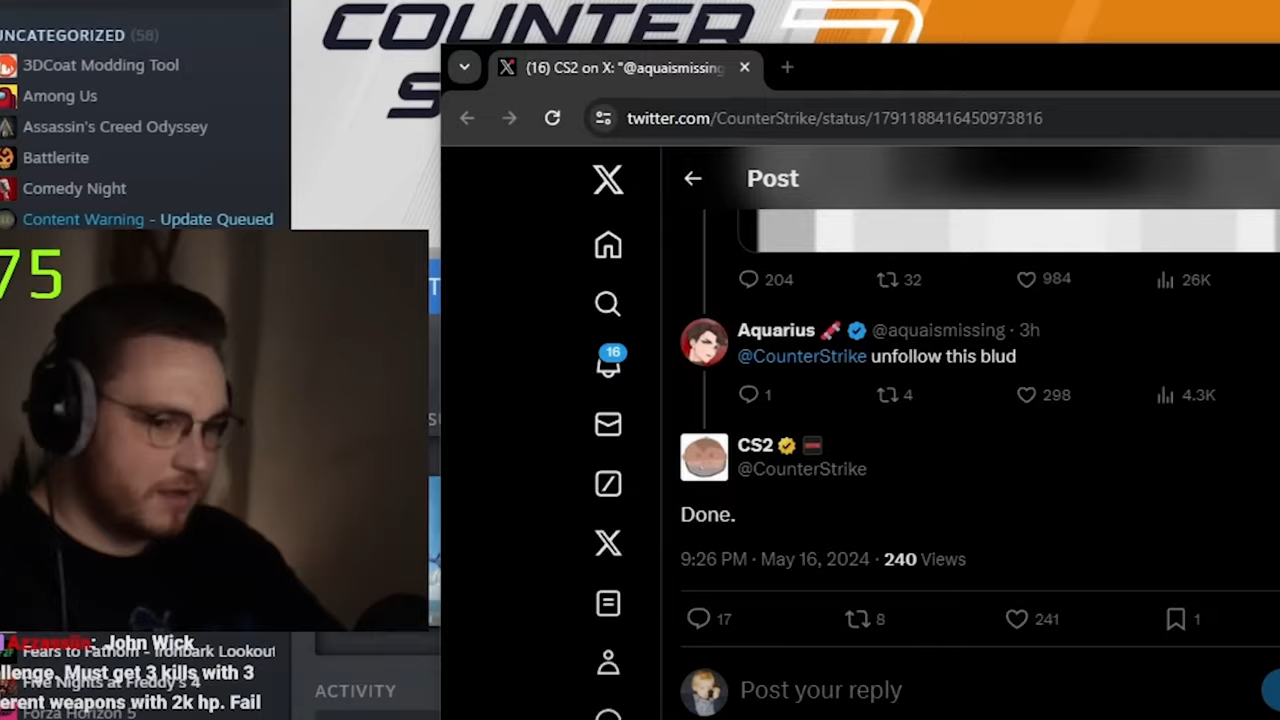 UNCATEGORIZED (58)
3DCoat Modding Tool
Among Us
Assassin's Creed Odyssey
Battlerite
Comedy Night
Content Warning - Update Queued
75
COUNTER
S
(16) CS2 on X: "@aquaismissing
twitter.com/CounterStrike/status/1791188416450973816
X
Post
204
32
984
26K
Aquarius @aquaismissing · 3h
@CounterStrike unfollow this blud
1
4
298
4.3K
16
CS2
@CounterStrike
Done.
9:26 PM · May 16, 2024 · 240 Views
17
8
241
1
Post your reply
: John Wick
Fears to Fathom - Ironbark Lookout
llenge. Must get 3 kills with 3
Five Nights at Freddy's 4
erent weapons with 2k hp. Fail
Forza Horizon 5
ACTIVITY